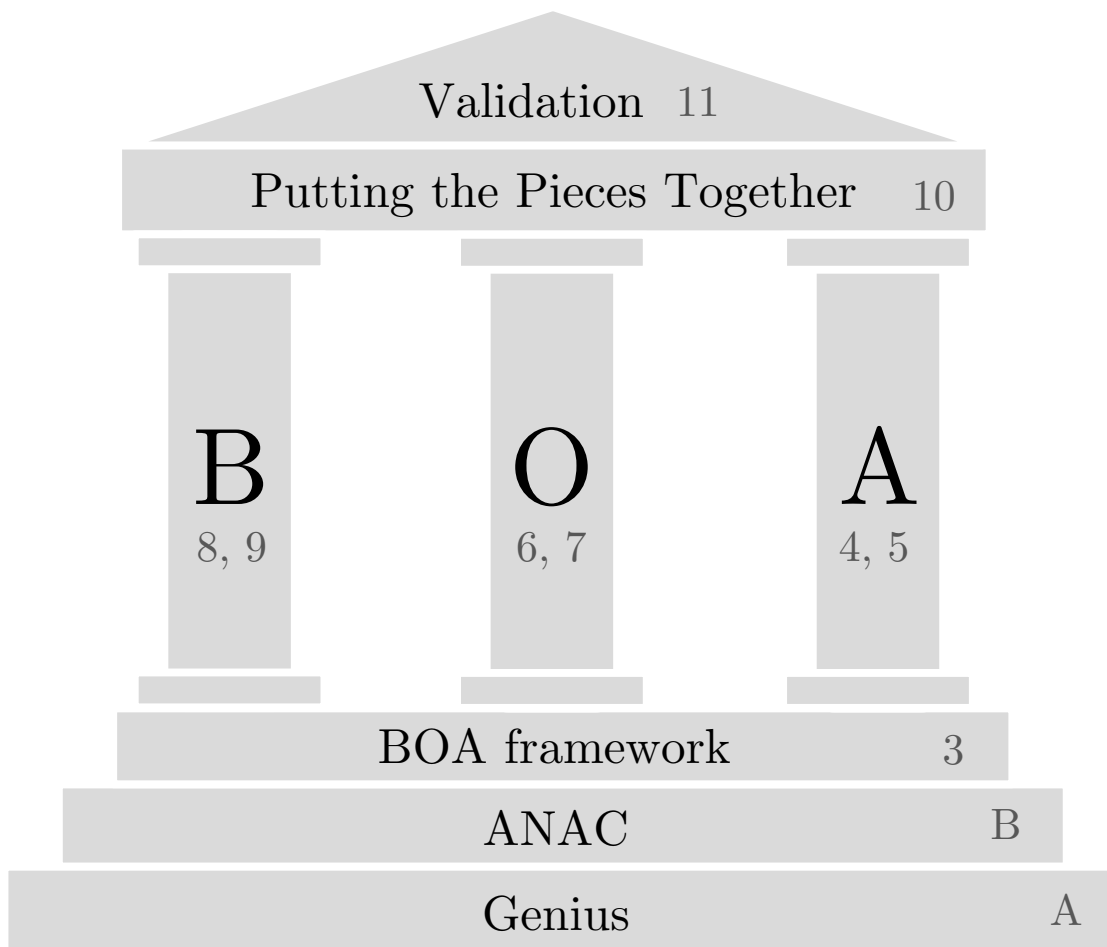 Validation 11
Putting the Pieces Together 10
B O A
8, 9 6, 7 4, 5
BOA framework 3
ANAC B
Genius A